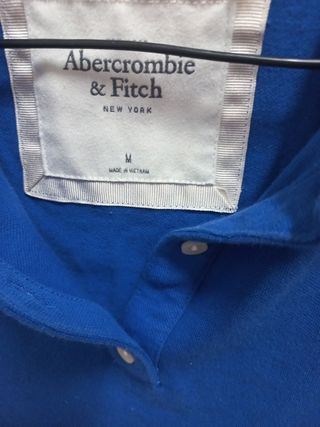 Abercrombie
& Fitch
NEW YORK
M
MADE IN VIETNAM